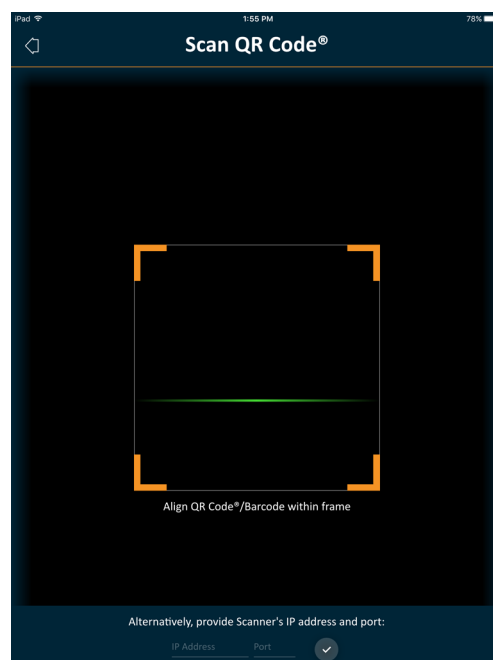 iPad 1:55 PM 78%
Scan QR Code®
Align QR Code®/Barcode within frame
Alternatively, provide Scanner's IP address and port:
IP Address Port